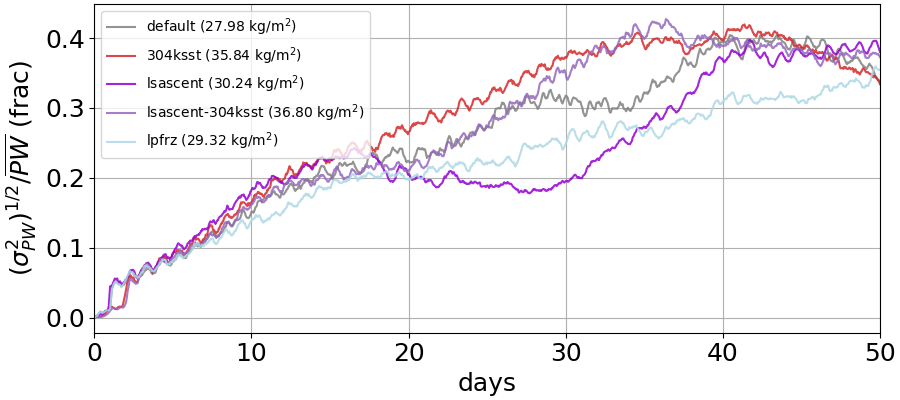 (σ²_PW)^1/2/PW̅ (frac)
0.4
0.3
0.2
0.1
0.0
default (27.98 kg/m²)
304ksst (35.84 kg/m²)
lsascent (30.24 kg/m²)
lsascent-304ksst (36.80 kg/m²)
lpfrz (29.32 kg/m²)
0 10 20 30 40 50
days